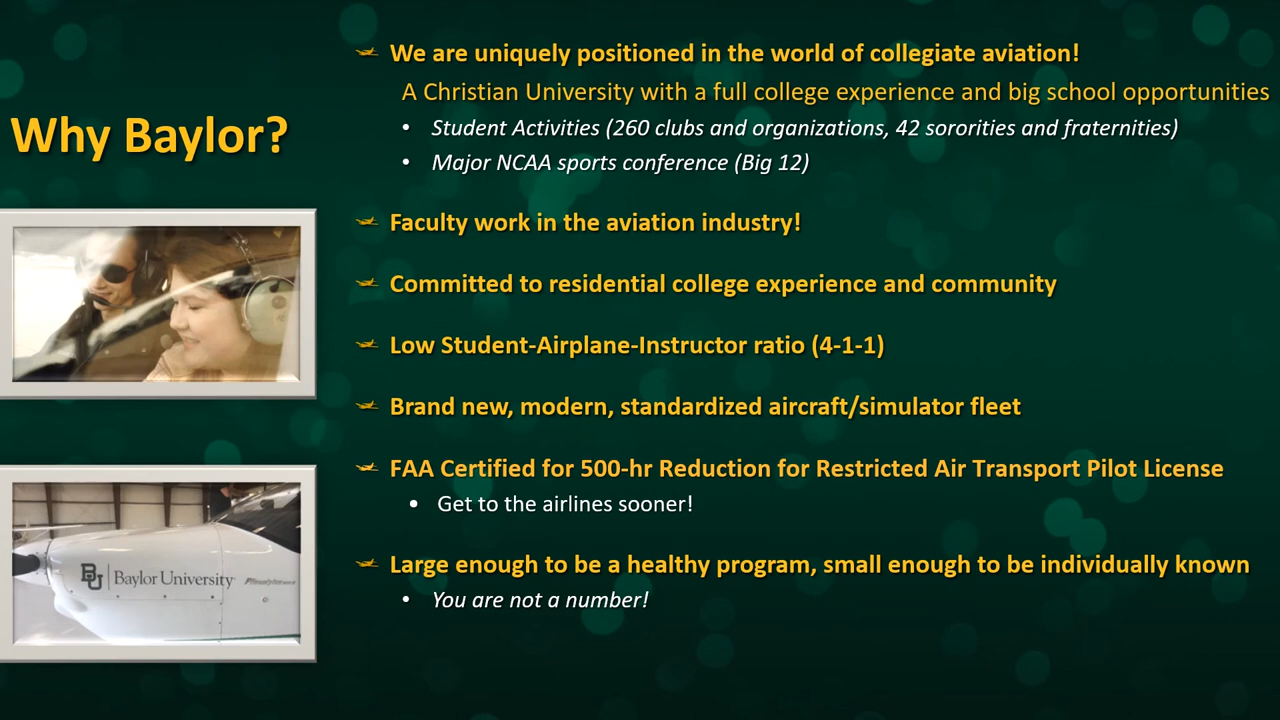 Why Baylor?
We are uniquely positioned in the world of collegiate aviation!
A Christian University with a full college experience and big school opportunities
• Student Activities (260 clubs and organizations, 42 sororities and fraternities)
• Major NCAA sports conference (Big 12)
Faculty work in the aviation industry!
Committed to residential college experience and community
Low Student-Airplane-Instructor ratio (4-1-1)
Brand new, modern, standardized aircraft/simulator fleet
FAA Certified for 500-hr Reduction for Restricted Air Transport Pilot License
• Get to the airlines sooner!
Large enough to be a healthy program, small enough to be individually known
• You are not a number!
BU Baylor University